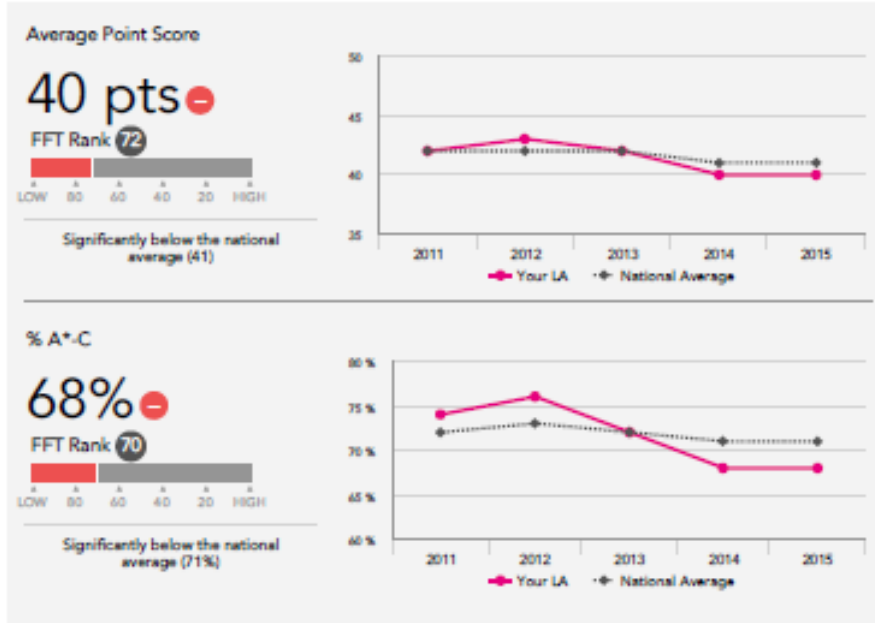 Average Point Score
40 pts
FFT Rank 72
LOW 80 60 40 20 HIGH
Significantly below the national
average (41)
50
45
40
35
2011 2012 2013 2014 2015
Your LA National Average
% A*-C
68%
FFT Rank 70
LOW 80 60 40 20 HIGH
Significantly below the national
average (71%)
80 %
75 %
70 %
65 %
60 %
2011 2012 2013 2014 2015
Your LA National Average